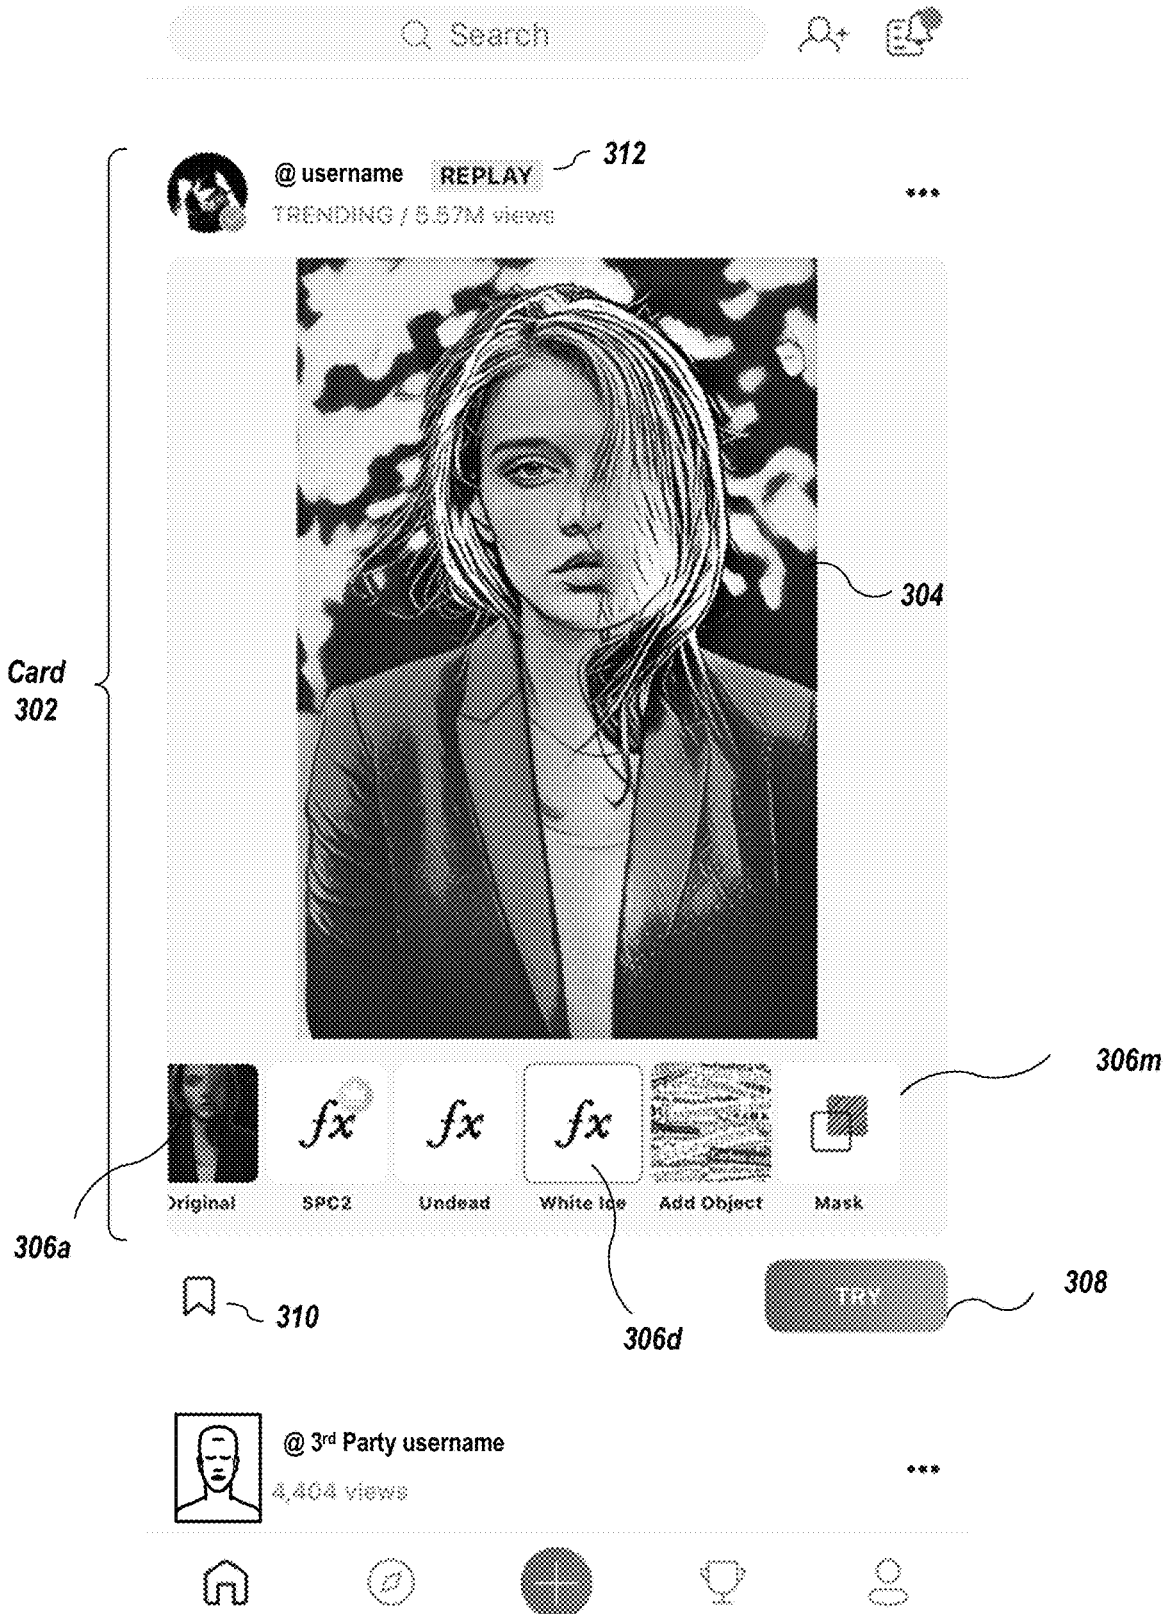 Search
@ username REPLAY 312
TRENDING / 5.57M views
304
Card
302
306m
Original SPC2 Undead White Ice Add Object Mask
306a
308
TRY
310
306d
@ 3rd Party username
4,404 views